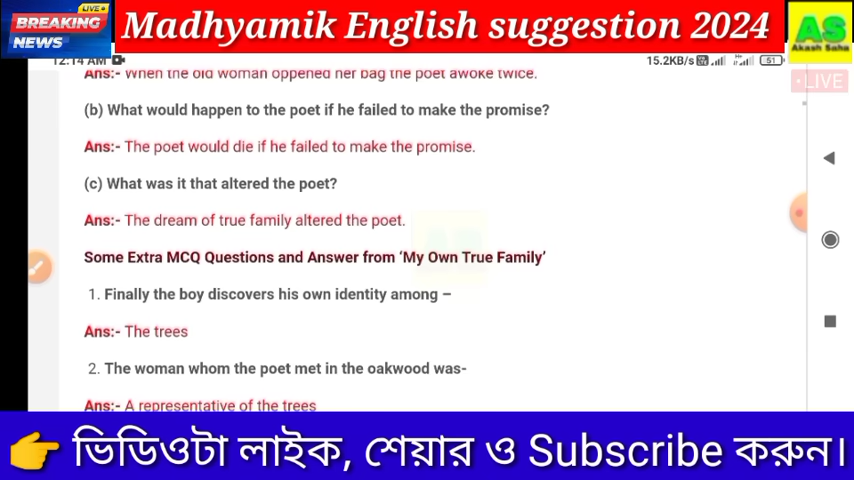 BREAKING
LIVE
NEWS
Madhyamik English suggestion 2024
AS
Akash Saha
12:14 AM
15.2KB/s
51
•LIVE
Ans:- When the old woman oppened her bag the poet awoke twice.
(b) What would happen to the poet if he failed to make the promise?
Ans:- The poet would die if he failed to make the promise.
(c) What was it that altered the poet?
Ans:- The dream of true family altered the poet.
Some Extra MCQ Questions and Answer from ‘My Own True Family’
1. Finally the boy discovers his own identity among –
Ans:- The trees
2. The woman whom the poet met in the oakwood was-
Ans:- A representative of the trees
👉 ভিডিওটা লাইক, শেয়ার ও Subscribe করুন।